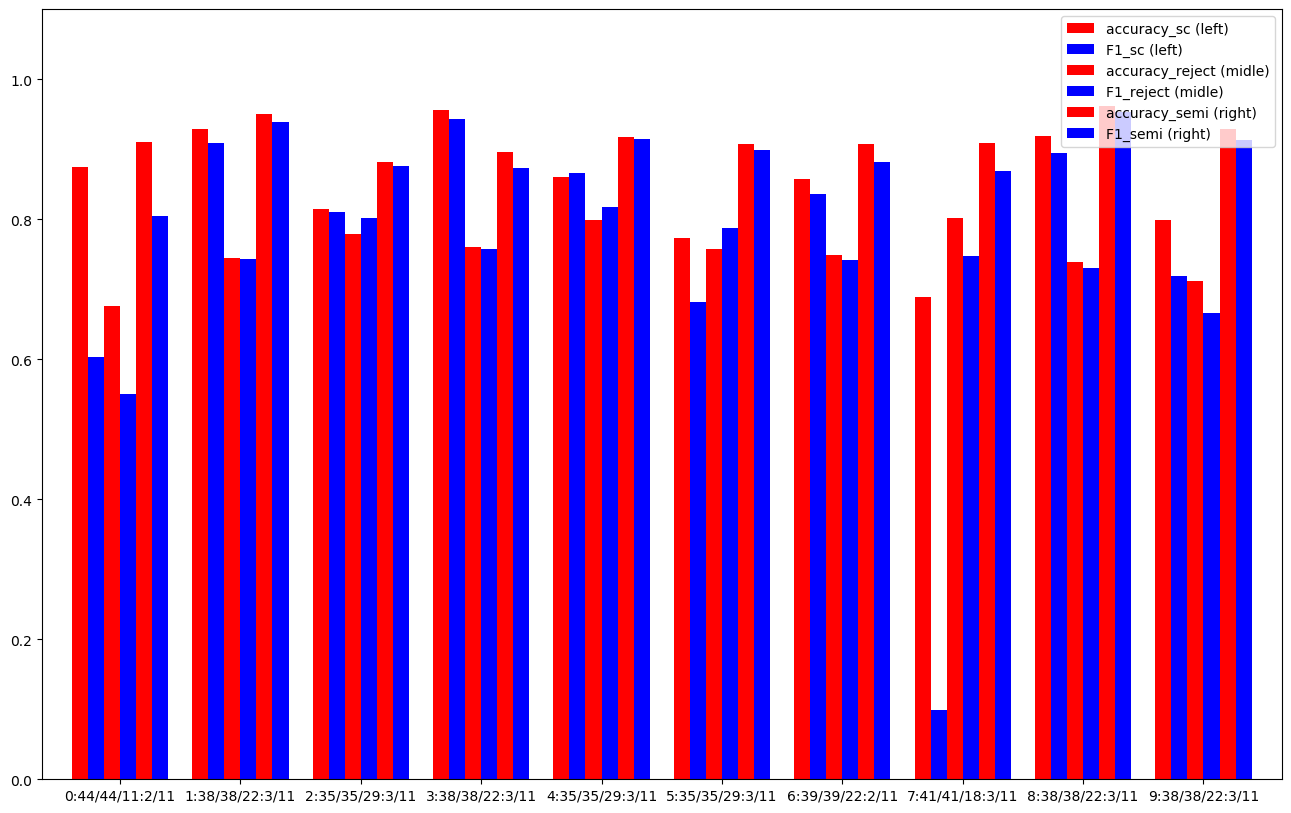 accuracy_sc (left)
F1_sc (left)
accuracy_reject (midle)
F1_reject (midle)
accuracy_semi (right)
F1_semi (right)
1.0
0.8
0.6
0.4
0.2
0.0
0:44/44/11:2/11 1:38/38/22:3/11 2:35/35/29:3/11 3:38/38/22:3/11 4:35/35/29:3/11 5:35/35/29:3/11 6:39/39/22:2/11 7:41/41/18:3/11 8:38/38/22:3/11 9:38/38/22:3/11